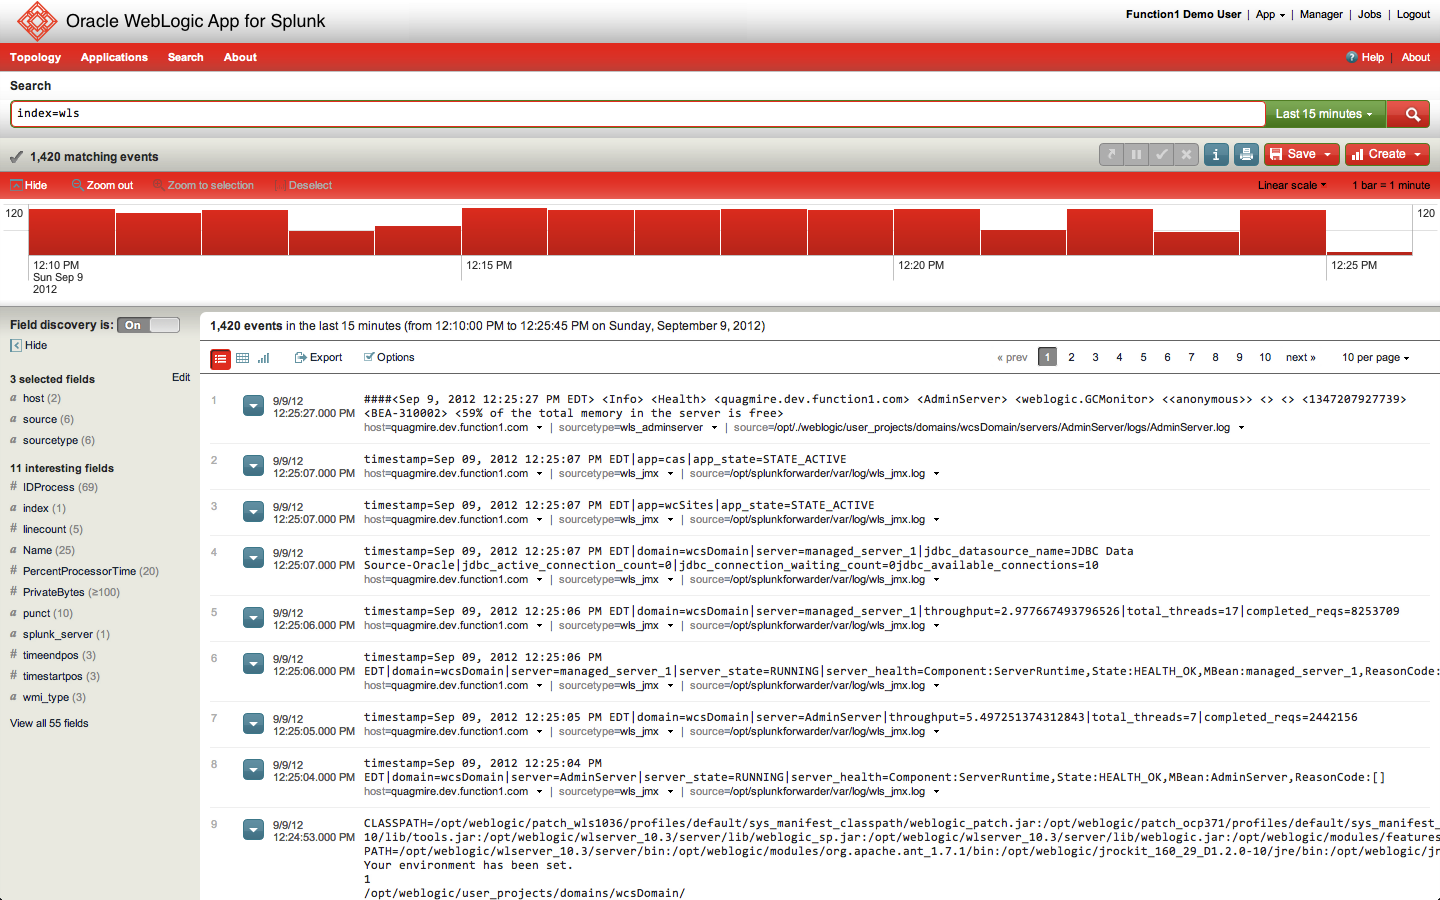 Oracle WebLogic App for Splunk
Function1 Demo User | App | Manager | Jobs | Logout
Topology Applications Search About
? Help | About
Search
index=wls
Last 15 minutes
1,420 matching events
i Save Create
Hide Zoom out Zoom to selection Deselect
Linear scale 1 bar = 1 minute
120 120
12:10 PM 12:15 PM 12:20 PM 12:25 PM
Sun Sep 9
2012
Field discovery is: On
Hide
3 selected fields Edit
a host (2)
a source (6)
a sourcetype (6)
11 interesting fields
# IDProcess (69)
a index (1)
# linecount (5)
a Name (25)
# PercentProcessorTime (20)
# PrivateBytes (≥100)
a punct (10)
a splunk_server (1)
# timeendpos (3)
# timestartpos (3)
a wmi_type (3)
View all 55 fields
1,420 events in the last 15 minutes (from 12:10:00 PM to 12:25:45 PM on Sunday, September 9, 2012)
Export Options
« prev 1 2 3 4 5 6 7 8 9 10 next » 10 per page
1 9/9/12 12:25:27.000 PM
####<Sep 9, 2012 12:25:27 PM EDT> <Info> <Health> <quagmire.dev.function1.com> <AdminServer> <weblogic.GCMonitor> <<anonymous>> <> <> <1347207927739>
<BEA-310002> <59% of the total memory in the server is free>
host=quagmire.dev.function1.com | sourcetype=wls_adminserver | source=/opt/./weblogic/user_projects/domains/wcsDomain/servers/AdminServer/logs/AdminServer.log
2 9/9/12 12:25:07.000 PM
timestamp=Sep 09, 2012 12:25:07 PM EDT|app=cas|app_state=STATE_ACTIVE
host=quagmire.dev.function1.com | sourcetype=wls_jmx | source=/opt/splunkforwarder/var/log/wls_jmx.log
3 9/9/12 12:25:07.000 PM
timestamp=Sep 09, 2012 12:25:07 PM EDT|app=wcSites|app_state=STATE_ACTIVE
host=quagmire.dev.function1.com | sourcetype=wls_jmx | source=/opt/splunkforwarder/var/log/wls_jmx.log
4 9/9/12 12:25:07.000 PM
timestamp=Sep 09, 2012 12:25:07 PM EDT|domain=wcsDomain|server=managed_server_1|jdbc_datasource_name=JDBC Data
Source-Oracle|jdbc_active_connection_count=0|jdbc_connection_waiting_count=0jdbc_available_connections=10
host=quagmire.dev.function1.com | sourcetype=wls_jmx | source=/opt/splunkforwarder/var/log/wls_jmx.log
5 9/9/12 12:25:06.000 PM
timestamp=Sep 09, 2012 12:25:06 PM EDT|domain=wcsDomain|server=managed_server_1|throughput=2.977667493796526|total_threads=17|completed_reqs=8253709
host=quagmire.dev.function1.com | sourcetype=wls_jmx | source=/opt/splunkforwarder/var/log/wls_jmx.log
6 9/9/12 12:25:06.000 PM
timestamp=Sep 09, 2012 12:25:06 PM
EDT|domain=wcsDomain|server=managed_server_1|server_state=RUNNING|server_health=Component:ServerRuntime,State:HEALTH_OK,MBean:managed_server_1,ReasonCode:
host=quagmire.dev.function1.com | sourcetype=wls_jmx | source=/opt/splunkforwarder/var/log/wls_jmx.log
7 9/9/12 12:25:05.000 PM
timestamp=Sep 09, 2012 12:25:05 PM EDT|domain=wcsDomain|server=AdminServer|throughput=5.497251374312843|total_threads=7|completed_reqs=2442156
host=quagmire.dev.function1.com | sourcetype=wls_jmx | source=/opt/splunkforwarder/var/log/wls_jmx.log
8 9/9/12 12:25:04.000 PM
timestamp=Sep 09, 2012 12:25:04 PM
EDT|domain=wcsDomain|server=AdminServer|server_state=RUNNING|server_health=Component:ServerRuntime,State:HEALTH_OK,MBean:AdminServer,ReasonCode:[]
host=quagmire.dev.function1.com | sourcetype=wls_jmx | source=/opt/splunkforwarder/var/log/wls_jmx.log
9 9/9/12 12:24:53.000 PM
CLASSPATH=/opt/weblogic/patch_wls1036/profiles/default/sys_manifest_classpath/weblogic_patch.jar:/opt/weblogic/patch_ocp371/profiles/default/sys_manifest_
10/lib/tools.jar:/opt/weblogic/wlserver_10.3/server/lib/weblogic_sp.jar:/opt/weblogic/wlserver_10.3/server/lib/weblogic.jar:/opt/weblogic/modules/features
PATH=/opt/weblogic/wlserver_10.3/server/bin:/opt/weblogic/modules/org.apache.ant_1.7.1/bin:/opt/weblogic/jrockit_160_29_D1.2.0-10/jre/bin:/opt/weblogic/jr
Your environment has been set.
1
/opt/weblogic/user_projects/domains/wcsDomain/